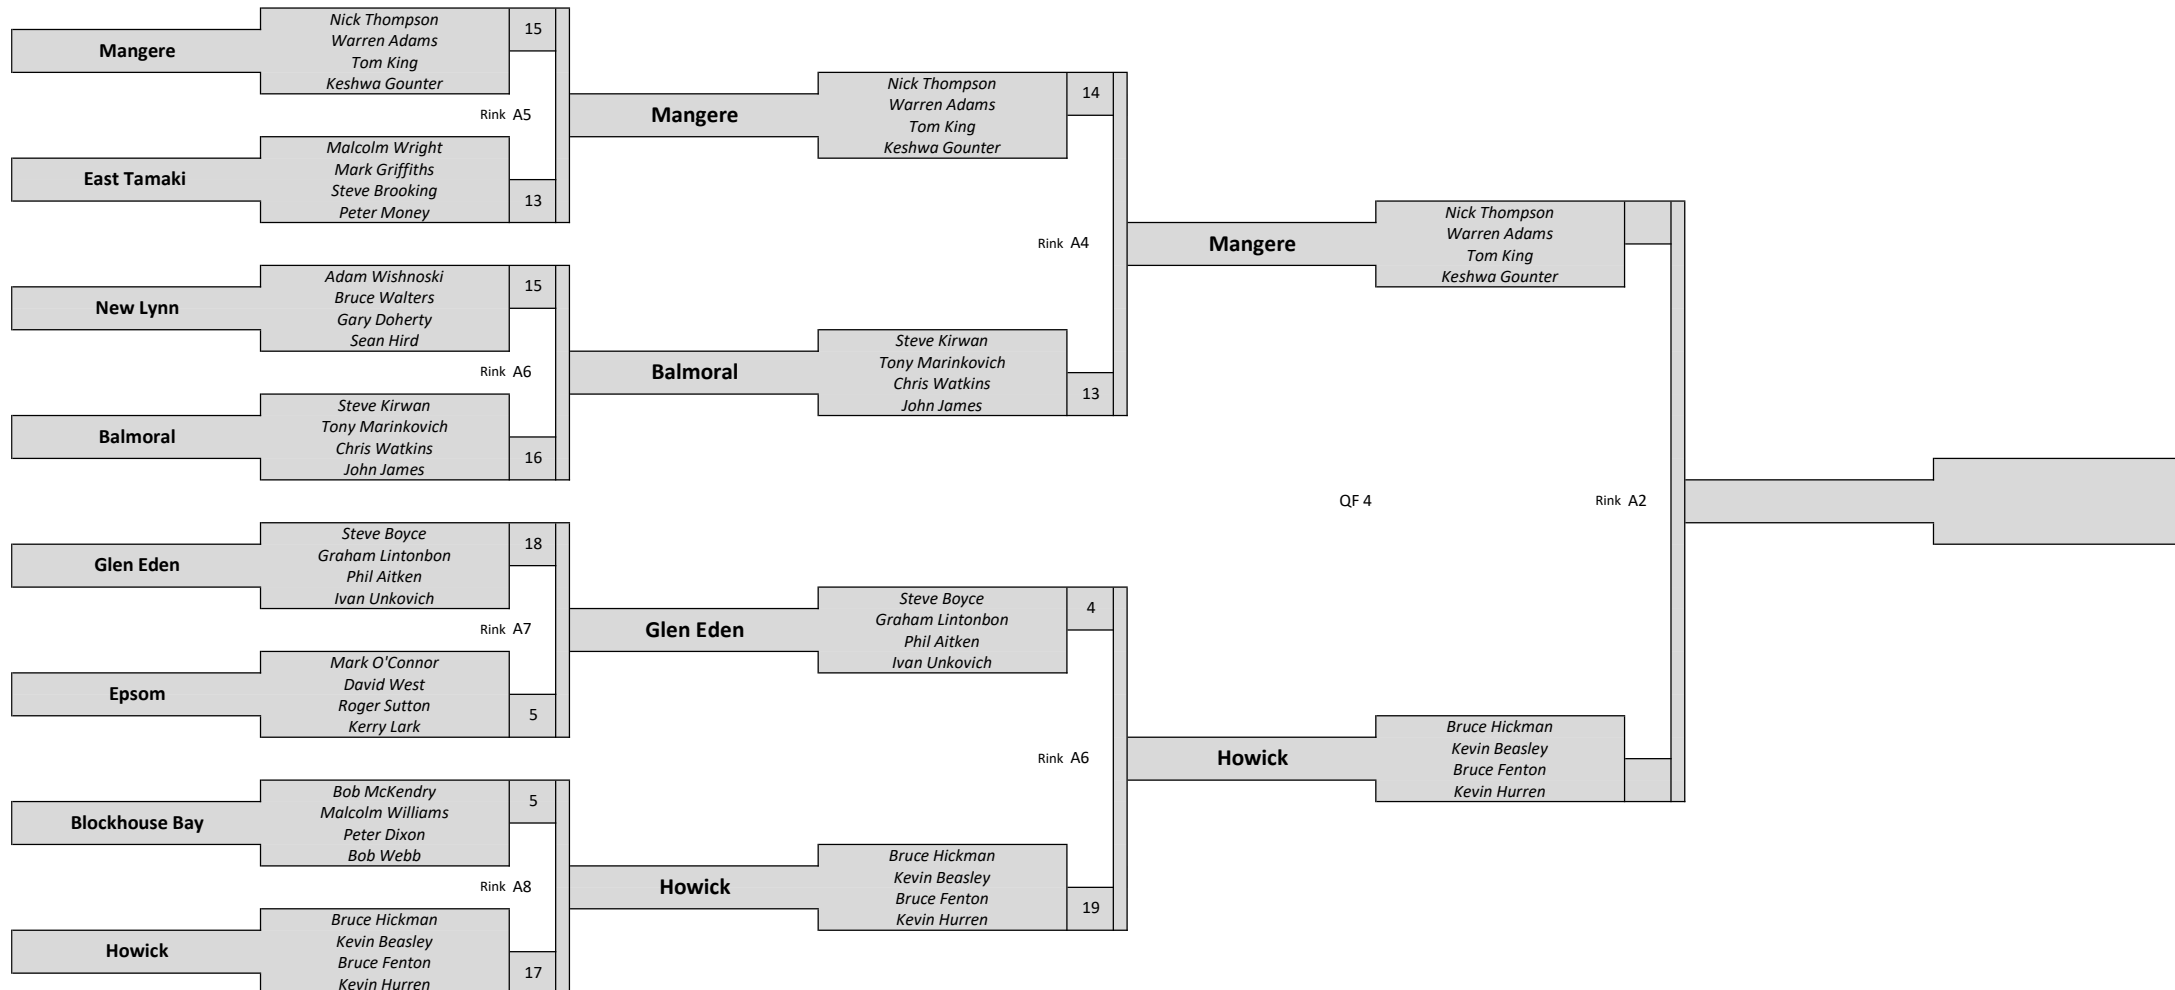 Mangere
Nick Thompson
Warren Adams
Tom King
Keshwa Gounter
15
Rink A5
East Tamaki
Malcolm Wright
Mark Griffiths
Steve Brooking
Peter Money
13
New Lynn
Adam Wishnoski
Bruce Walters
Gary Doherty
Sean Hird
15
Rink A6
Balmoral
Steve Kirwan
Tony Marinkovich
Chris Watkins
John James
16
Glen Eden
Steve Boyce
Graham Lintonbon
Phil Aitken
Ivan Unkovich
18
Rink A7
Epsom
Mark O'Connor
David West
Roger Sutton
Kerry Lark
5
Blockhouse Bay
Bob McKendry
Malcolm Williams
Peter Dixon
Bob Webb
5
Rink A8
Howick
Bruce Hickman
Kevin Beasley
Bruce Fenton
Kevin Hurren
17
Mangere
Nick Thompson
Warren Adams
Tom King
Keshwa Gounter
14
Rink A4
Balmoral
Steve Kirwan
Tony Marinkovich
Chris Watkins
John James
13
Glen Eden
Steve Boyce
Graham Lintonbon
Phil Aitken
Ivan Unkovich
4
Rink A6
Howick
Bruce Hickman
Kevin Beasley
Bruce Fenton
Kevin Hurren
19
Mangere
Nick Thompson
Warren Adams
Tom King
Keshwa Gounter
QF 4
Rink A2
Howick
Bruce Hickman
Kevin Beasley
Bruce Fenton
Kevin Hurren